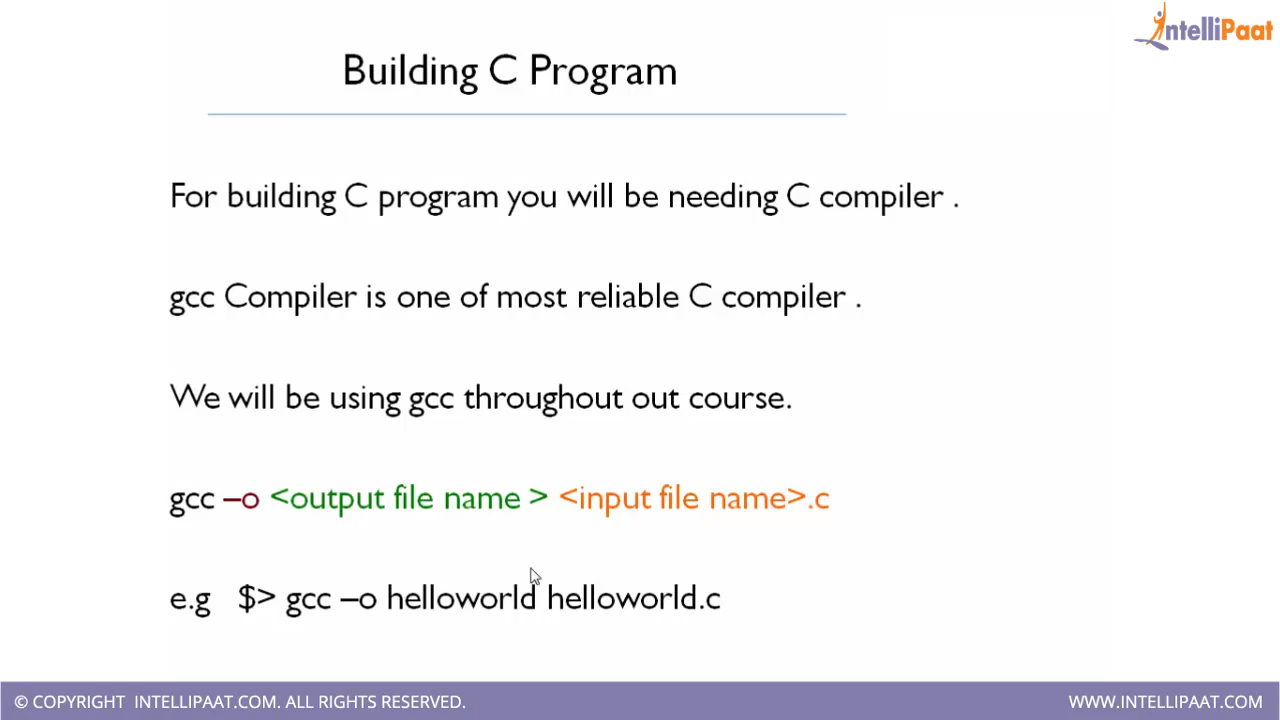 IntelliPaat
Building C Program
For building C program you will be needing C compiler .
gcc Compiler is one of most reliable C compiler .
We will be using gcc throughout out course.
gcc –o <output file name > <input file name>.c
e.g $> gcc –o helloworld helloworld.c
© COPYRIGHT INTELLIPAAT.COM. ALL RIGHTS RESERVED.
WWW.INTELLIPAAT.COM